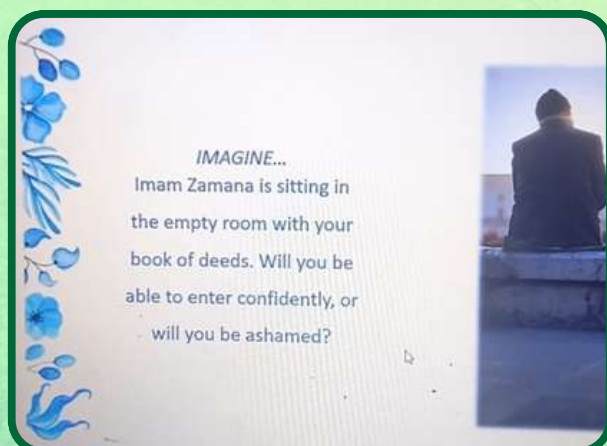 IMAGINE...
Imam Zamana is sitting in
the empty room with your
book of deeds. Will you be
able to enter confidently, or
will you be ashamed?